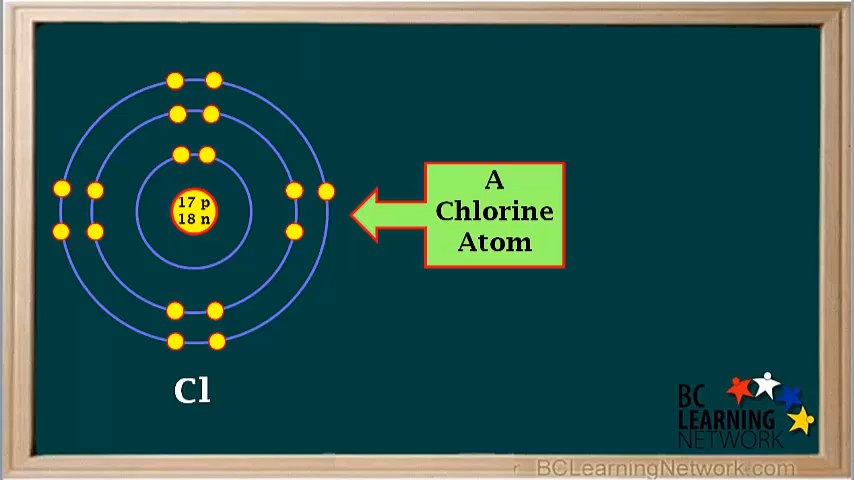 17 p
18 n
A
Chlorine
Atom
Cl
BC
LEARNING
NETWORK
BCLearningNetwork.com